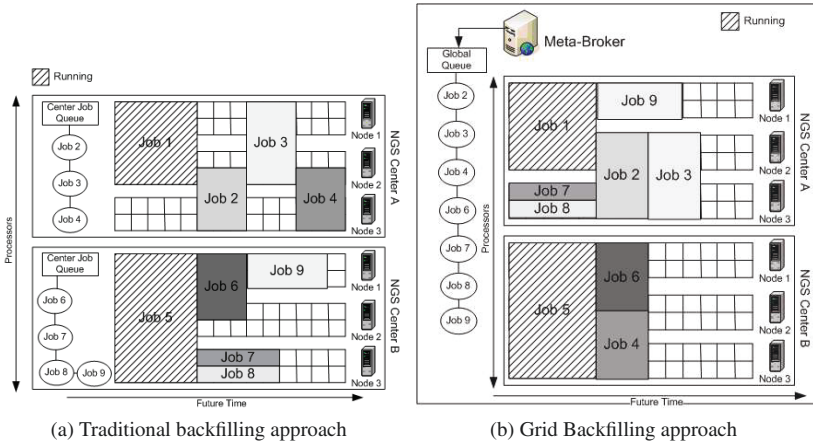 Running
Center Job
Queue
Job 2
Job 3
Job 4
Job 1
Job 2
Job 3
Job 4
Node 1
Node 2
Node 3
NGS Center A
Processors
Center Job
Queue
Job 6
Job 7
Job 8
Job 9
Job 5
Job 6
Job 9
Job 7
Job 8
Node 1
Node 2
Node 3
NGS Center B
Future Time
(a) Traditional backfilling approach
Meta-Broker
Running
Global
Queue
Job 2
Job 3
Job 4
Job 6
Job 7
Job 8
Job 9
Processors
Job 1
Job 9
Job 2
Job 3
Job 7
Job 8
Node 1
Node 2
Node 3
NGS Center A
Job 5
Job 6
Job 4
Node 1
Node 2
Node 3
NGS Center B
Future Time
(b) Grid Backfilling approach